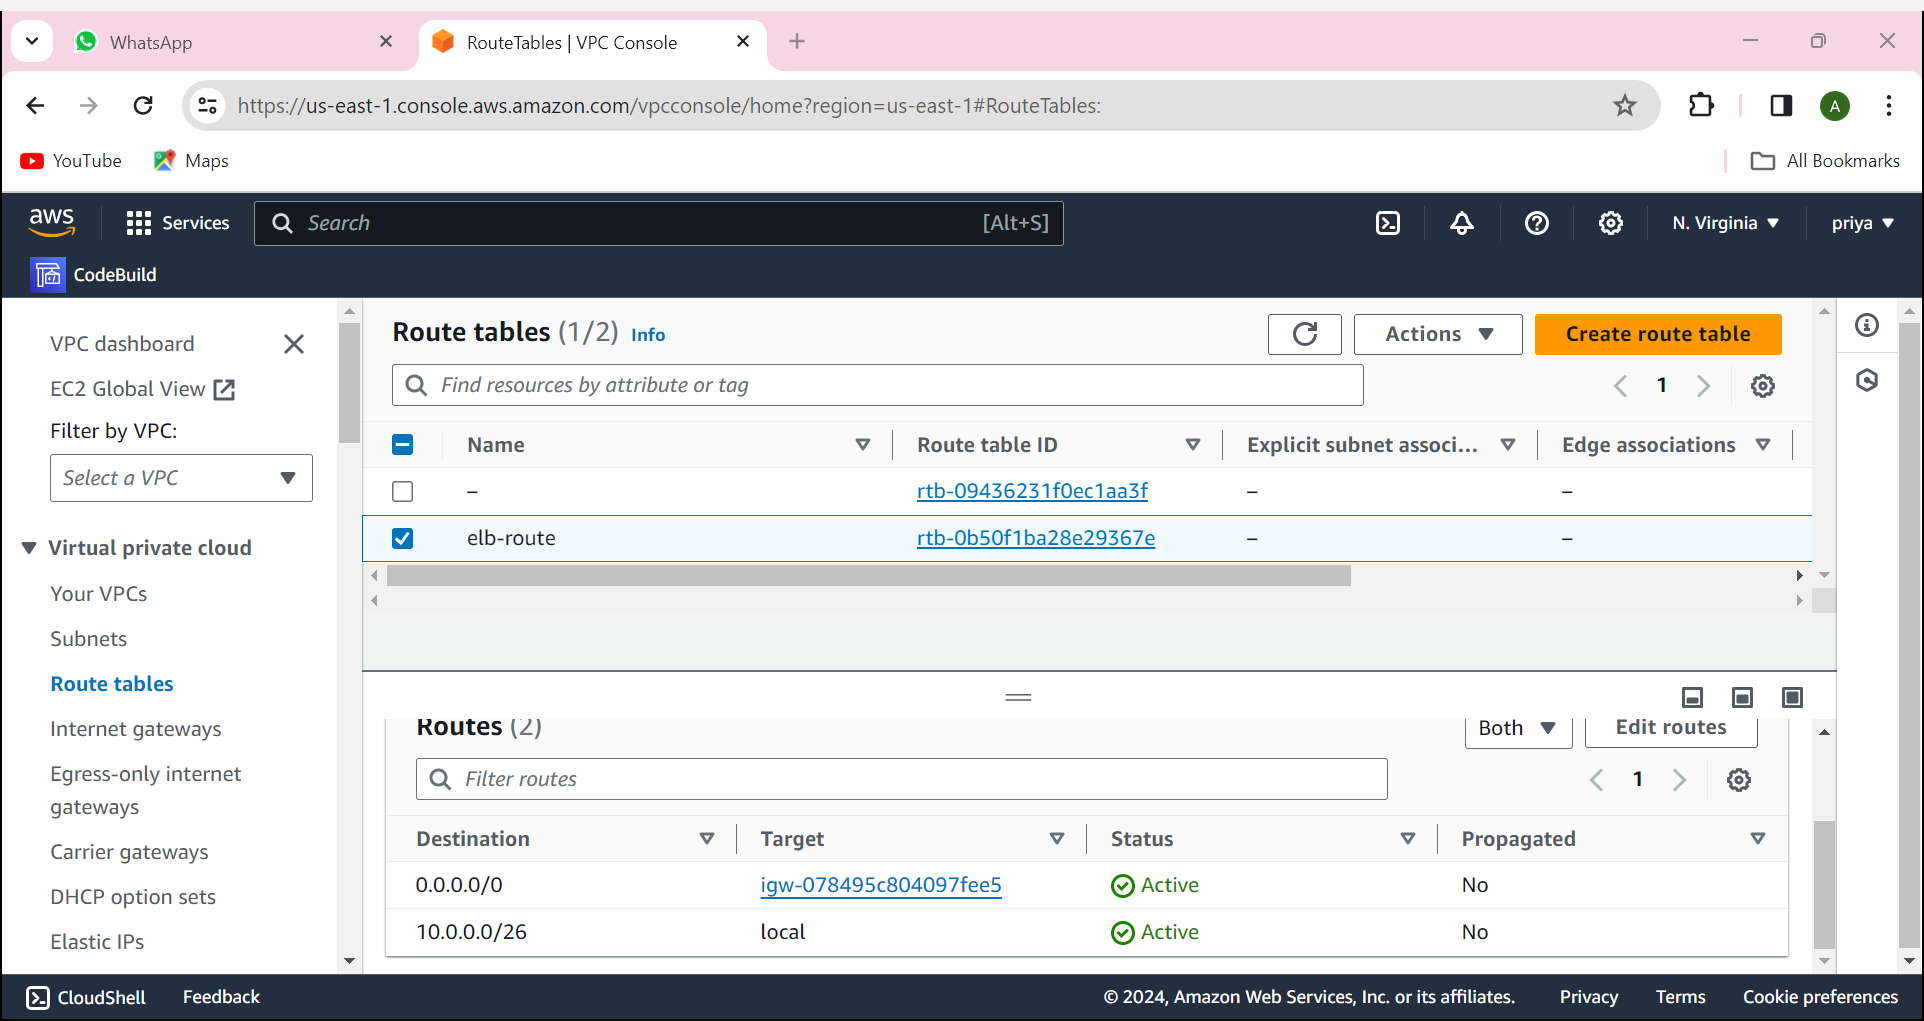 WhatsApp
RouteTables | VPC Console
https://us-east-1.console.aws.amazon.com/vpcconsole/home?region=us-east-1#RouteTables:
A
YouTube
Maps
All Bookmarks
aws
Services
Search
[Alt+S]
N. Virginia
priya
CodeBuild
VPC dashboard
EC2 Global View
Filter by VPC:
Select a VPC
Virtual private cloud
Your VPCs
Subnets
Route tables
Internet gateways
Egress-only internet
gateways
Carrier gateways
DHCP option sets
Elastic IPs
Route tables (1/2) Info
Actions
Create route table
Find resources by attribute or tag
1
Name Route table ID Explicit subnet associ... Edge associations
– rtb-09436231f0ec1aa3f – –
elb-route rtb-0b50f1ba28e29367e – –
Routes (2)
Both
Edit routes
Filter routes
1
Destination Target Status Propagated
0.0.0.0/0 igw-078495c804097fee5 Active No
10.0.0.0/26 local Active No
CloudShell
Feedback
© 2024, Amazon Web Services, Inc. or its affiliates.
Privacy
Terms
Cookie preferences